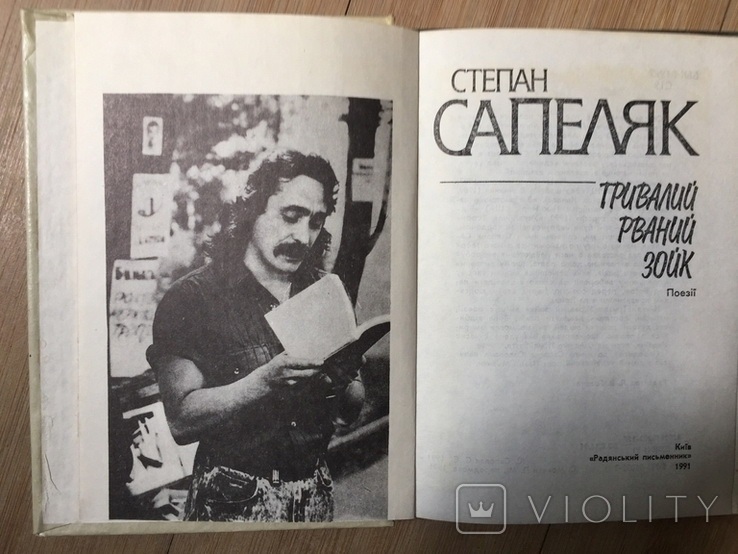 СТЕПАН
САПЕЛЯК
ТРИВАЛИЙ
РВАНИЙ
ЗОЙК
Поезії
Київ
«Радянський письменник»
1991
VIOLITY